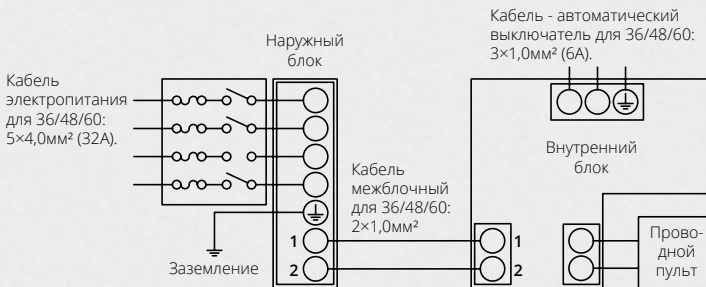 Кабель - автоматический
выключатель для 36/48/60:
3×1,0мм² (6А).
Наружный
блок
Кабель
электропитания
для 36/48/60:
5×4,0мм² (32А).
Внутренний
блок
Кабель
межблочный
для 36/48/60:
2×1,0мм²
1
2
1
2
Заземление
Прово-
дной
пульт